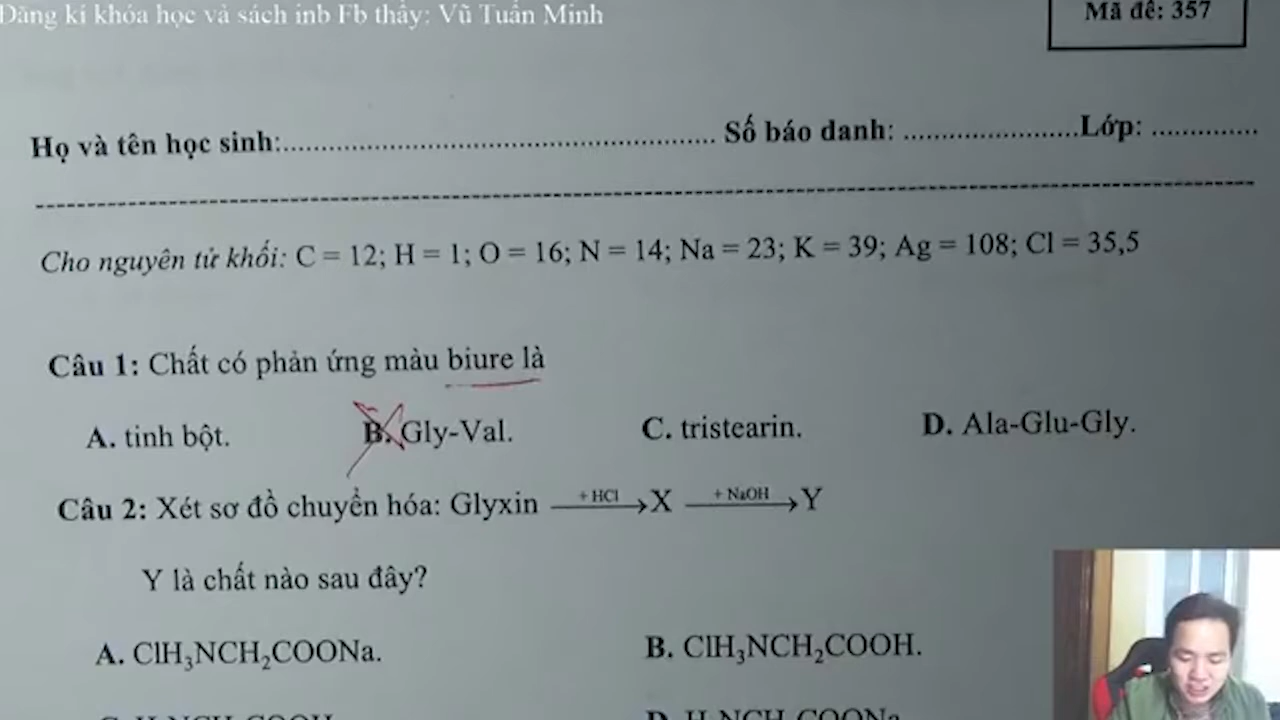 Đăng kí khóa học và sách inb Fb thầy: Vũ Tuấn Minh
Mã đề: 357
Họ và tên học sinh:.................................................... Số báo danh: ......................Lớp: .............
Cho nguyên tử khối: C = 12; H = 1; O = 16; N = 14; Na = 23; K = 39; Ag = 108; Cl = 35,5
Câu 1: Chất có phản ứng màu biure là
A. tinh bột. B. Gly-Val. C. tristearin. D. Ala-Glu-Gly.
Câu 2: Xét sơ đồ chuyển hóa: Glyxin + HCl → X + NaOH → Y
Y là chất nào sau đây?
A. ClH₃NCH₂COONa. B. ClH₃NCH₂COOH.